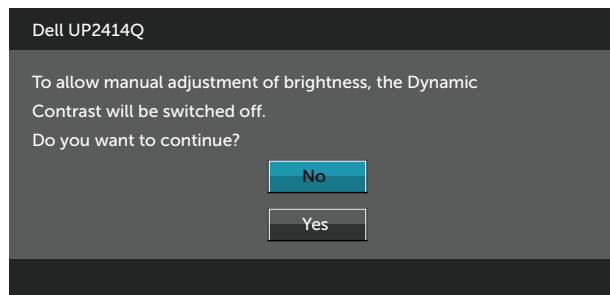 Dell UP2414Q
To allow manual adjustment of brightness, the Dynamic
Contrast will be switched off.
Do you want to continue?
No
Yes